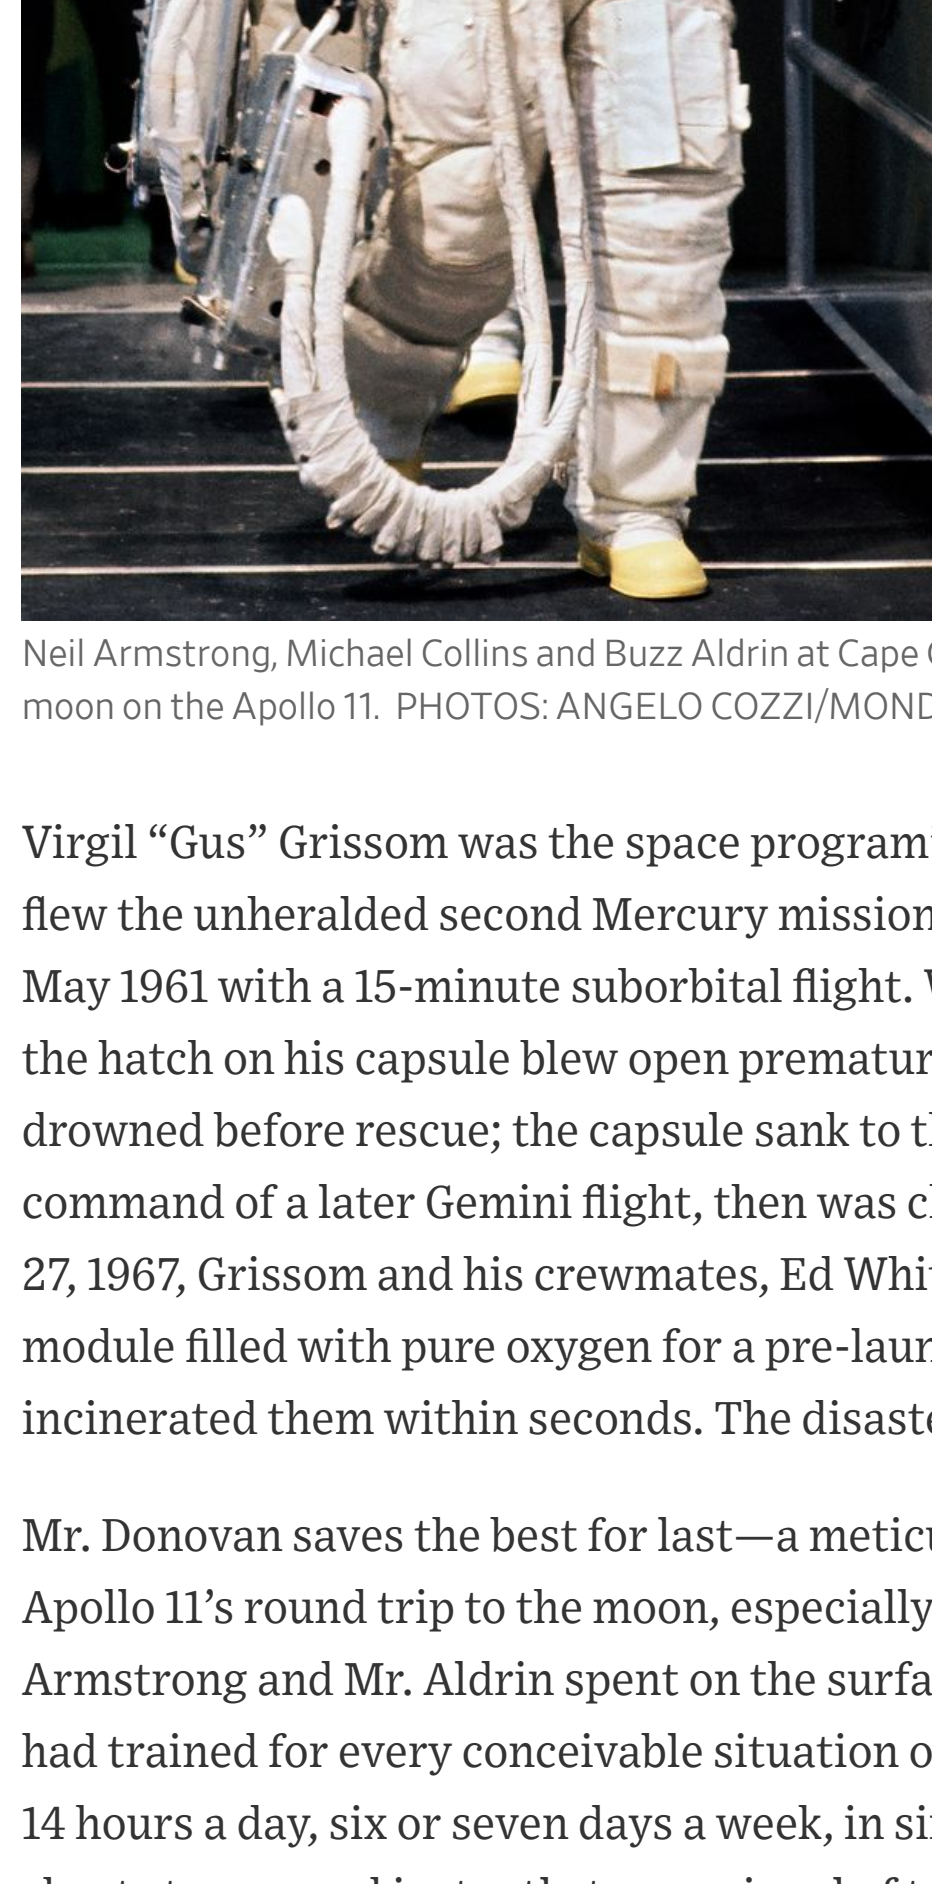 Neil Armstrong, Michael Collins and Buzz Aldrin at Cape
moon on the Apollo 11. PHOTOS: ANGELO COZZI/MOND
Virgil “Gus” Grissom was the space program’
flew the unheralded second Mercury mission
May 1961 with a 15-minute suborbital flight.
the hatch on his capsule blew open prematur
drowned before rescue; the capsule sank to
command of a later Gemini flight, then was
27, 1967, Grissom and his crewmates, Ed Whi
module filled with pure oxygen for a pre-laun
incinerated them within seconds. The disaste
Mr. Donovan saves the best for last—a meticu
Apollo 11’s round trip to the moon, especially
Armstrong and Mr. Aldrin spent on the surfa
had trained for every conceivable situation
14 hours a day, six or seven days a week, in si